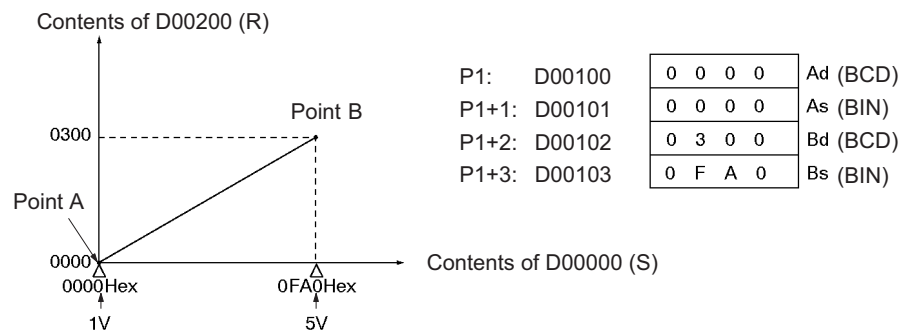 Contents of D00200 (R)
Point B
0300
Point A
0000
0000Hex
0FA0Hex
1V
5V
Contents of D00000 (S)
P1: D00100 0 0 0 0 Ad (BCD)
P1+1: D00101 0 0 0 0 As (BIN)
P1+2: D00102 0 3 0 0 Bd (BCD)
P1+3: D00103 0 F A 0 Bs (BIN)